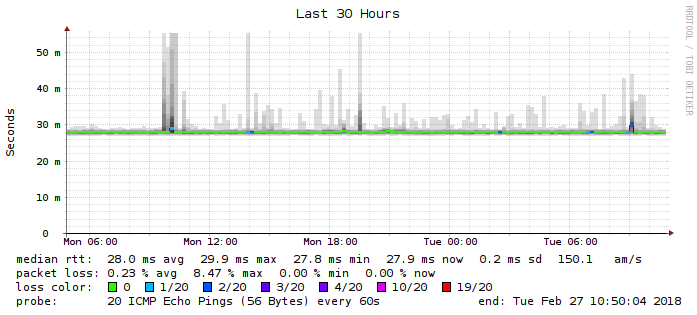 Last 30 Hours
RRDTOOL / TOBI OETIKER
Seconds
50 m
40 m
30 m
20 m
10 m
0
Mon 06:00 Mon 12:00 Mon 18:00 Tue 00:00 Tue 06:00
median rtt: 28.0 ms avg 29.9 ms max 27.8 ms min 27.9 ms now 0.2 ms sd 150.1 am/s
packet loss: 0.23 % avg 8.47 % max 0.00 % min 0.00 % now
loss color: 0 1/20 2/20 3/20 4/20 10/20 19/20
probe: 20 ICMP Echo Pings (56 Bytes) every 60s end: Tue Feb 27 10:50:04 2018